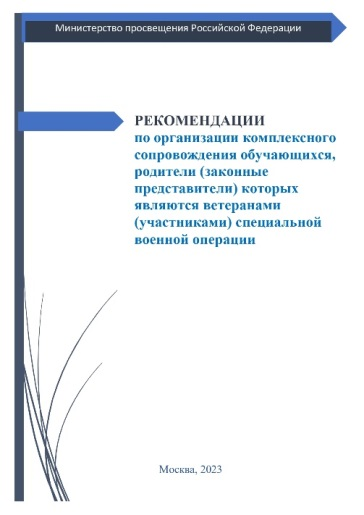 Министерство просвещения Российской Федерации
РЕКОМЕНДАЦИИ
по организации комплексного
сопровождения обучающихся,
родители (законные
представители) которых
являются ветеранами
(участниками) специальной
военной операции
Москва, 2023